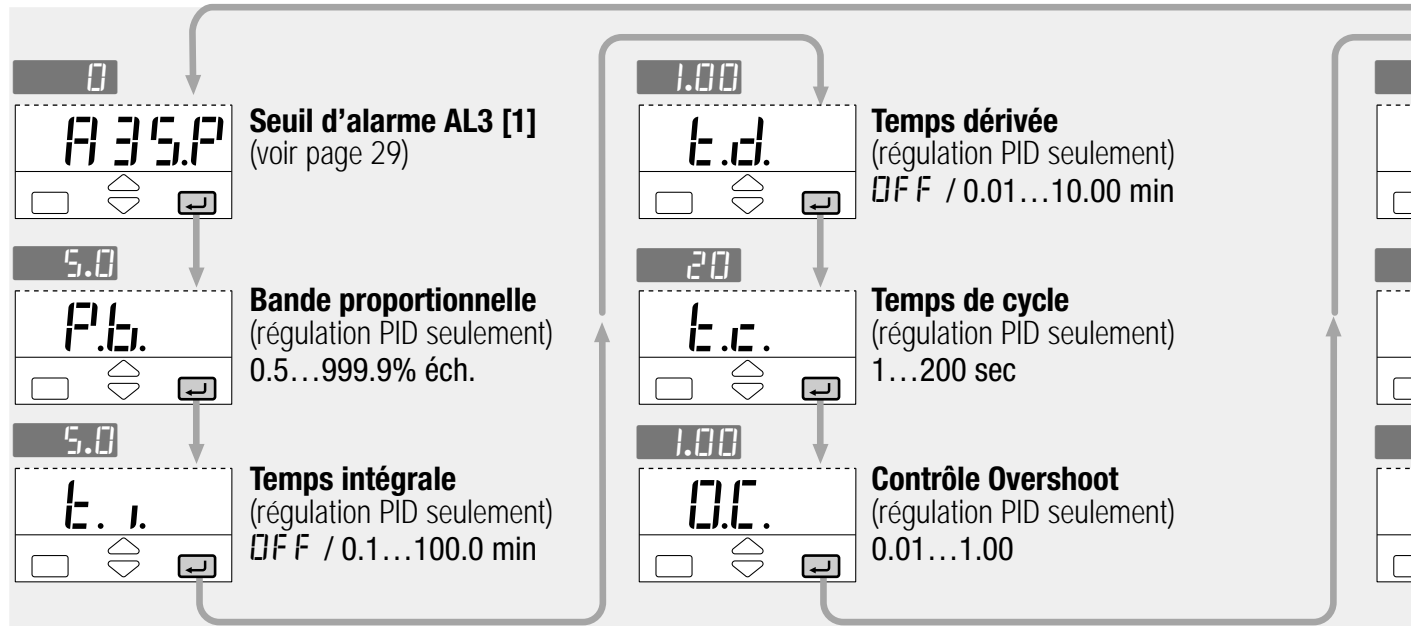 0
A3S.P
Seuil d’alarme AL3 [1]
(voir page 29)
5.0
P.b.
Bande proportionnelle
(régulation PID seulement)
0.5…999.9% éch.
5.0
t.i.
Temps intégrale
(régulation PID seulement)
OFF / 0.1…100.0 min
1.00
t.d.
Temps dérivée
(régulation PID seulement)
OFF / 0.01…10.00 min
20
t.c.
Temps de cycle
(régulation PID seulement)
1…200 sec
1.00
O.C.
Contrôle Overshoot
(régulation PID seulement)
0.01…1.00